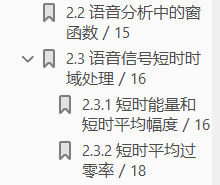 2.2 语音分析中的窗
函数 / 15
2.3 语音信号短时时
域处理 / 16
2.3.1 短时能量和
短时平均幅度 / 16
2.3.2 短时平均过
零率 / 18